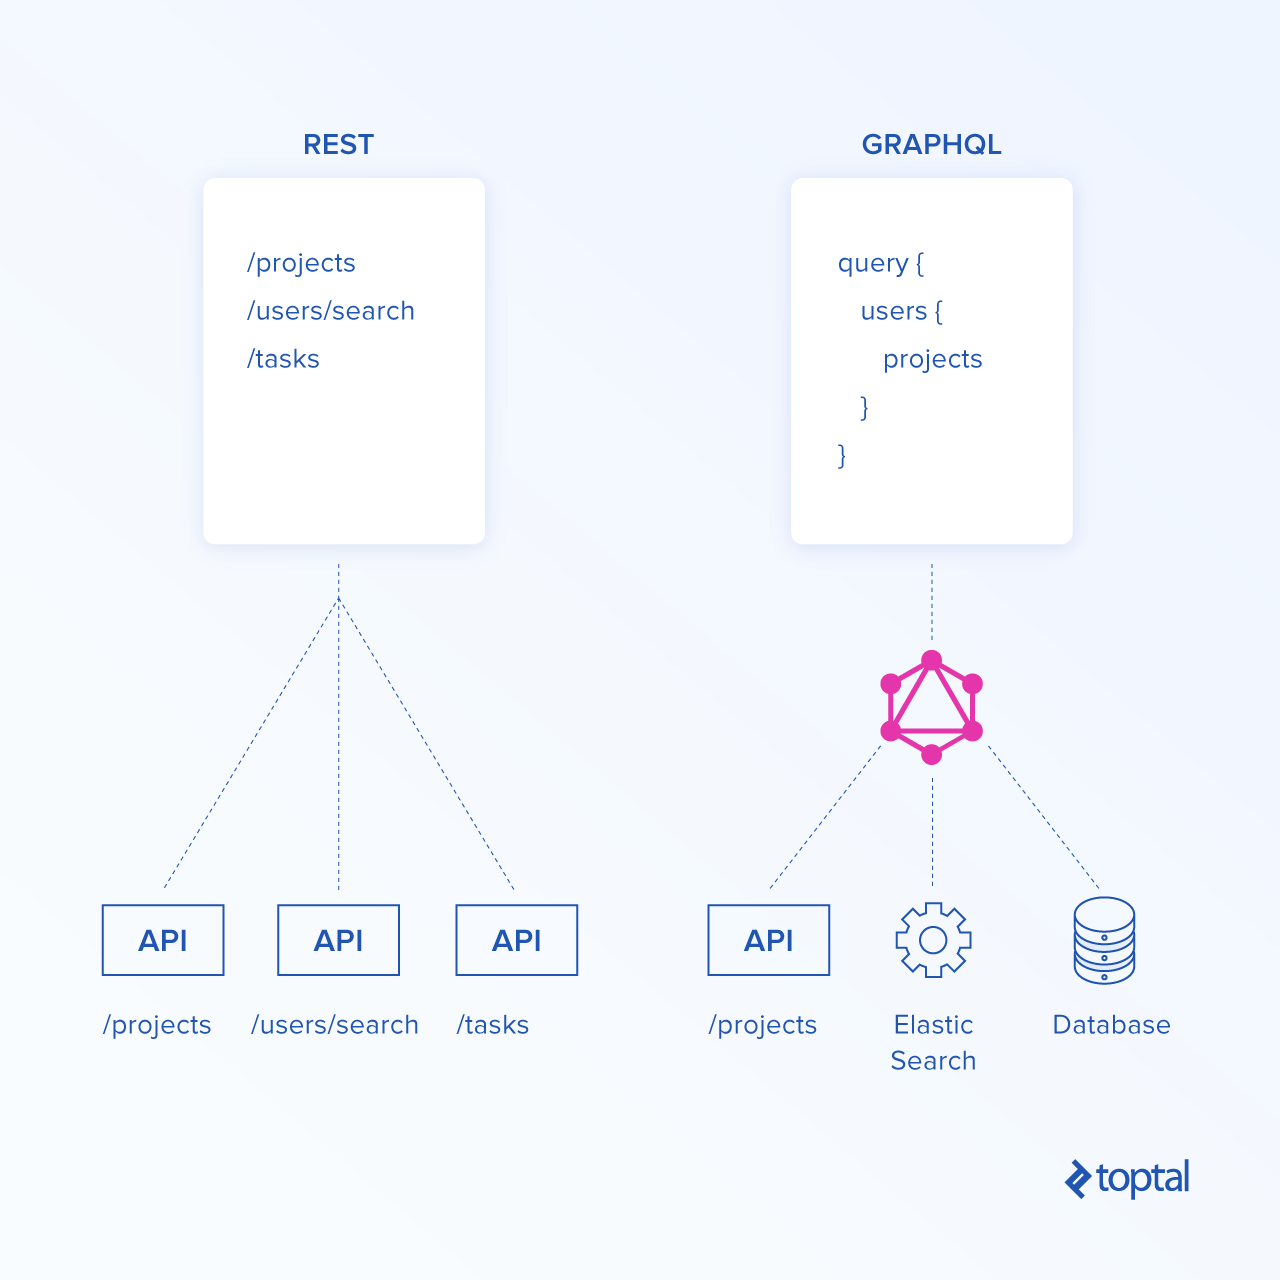 REST
/projects
/users/search
/tasks
API
/projects
API
/users/search
API
/tasks
GRAPHQL
query {
users {
projects
}
}
API
/projects
Elastic
Search
Database
toptal